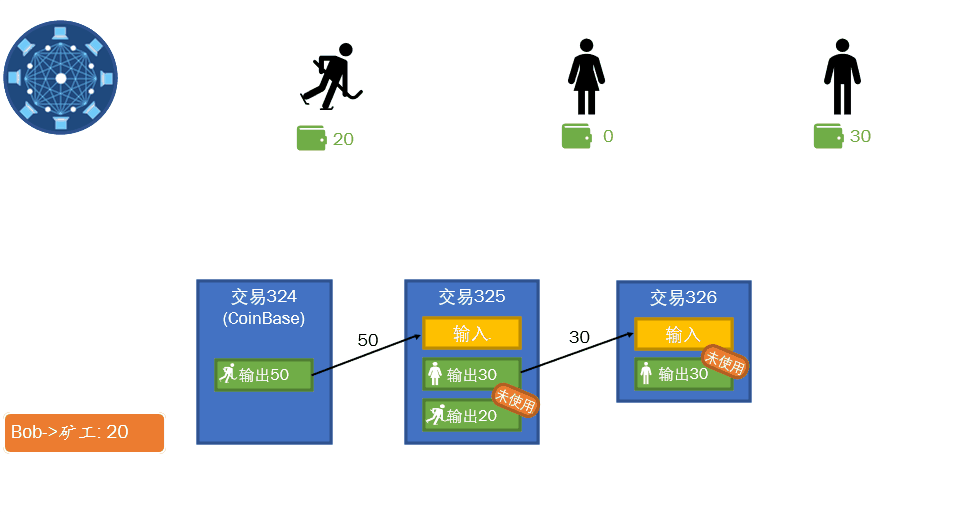 20
0
30
交易324
(CoinBase)
输出50
50
交易325
输入
输出30
未使用
输出20
30
交易326
输入
未使用
输出30
Bob->矿工: 20